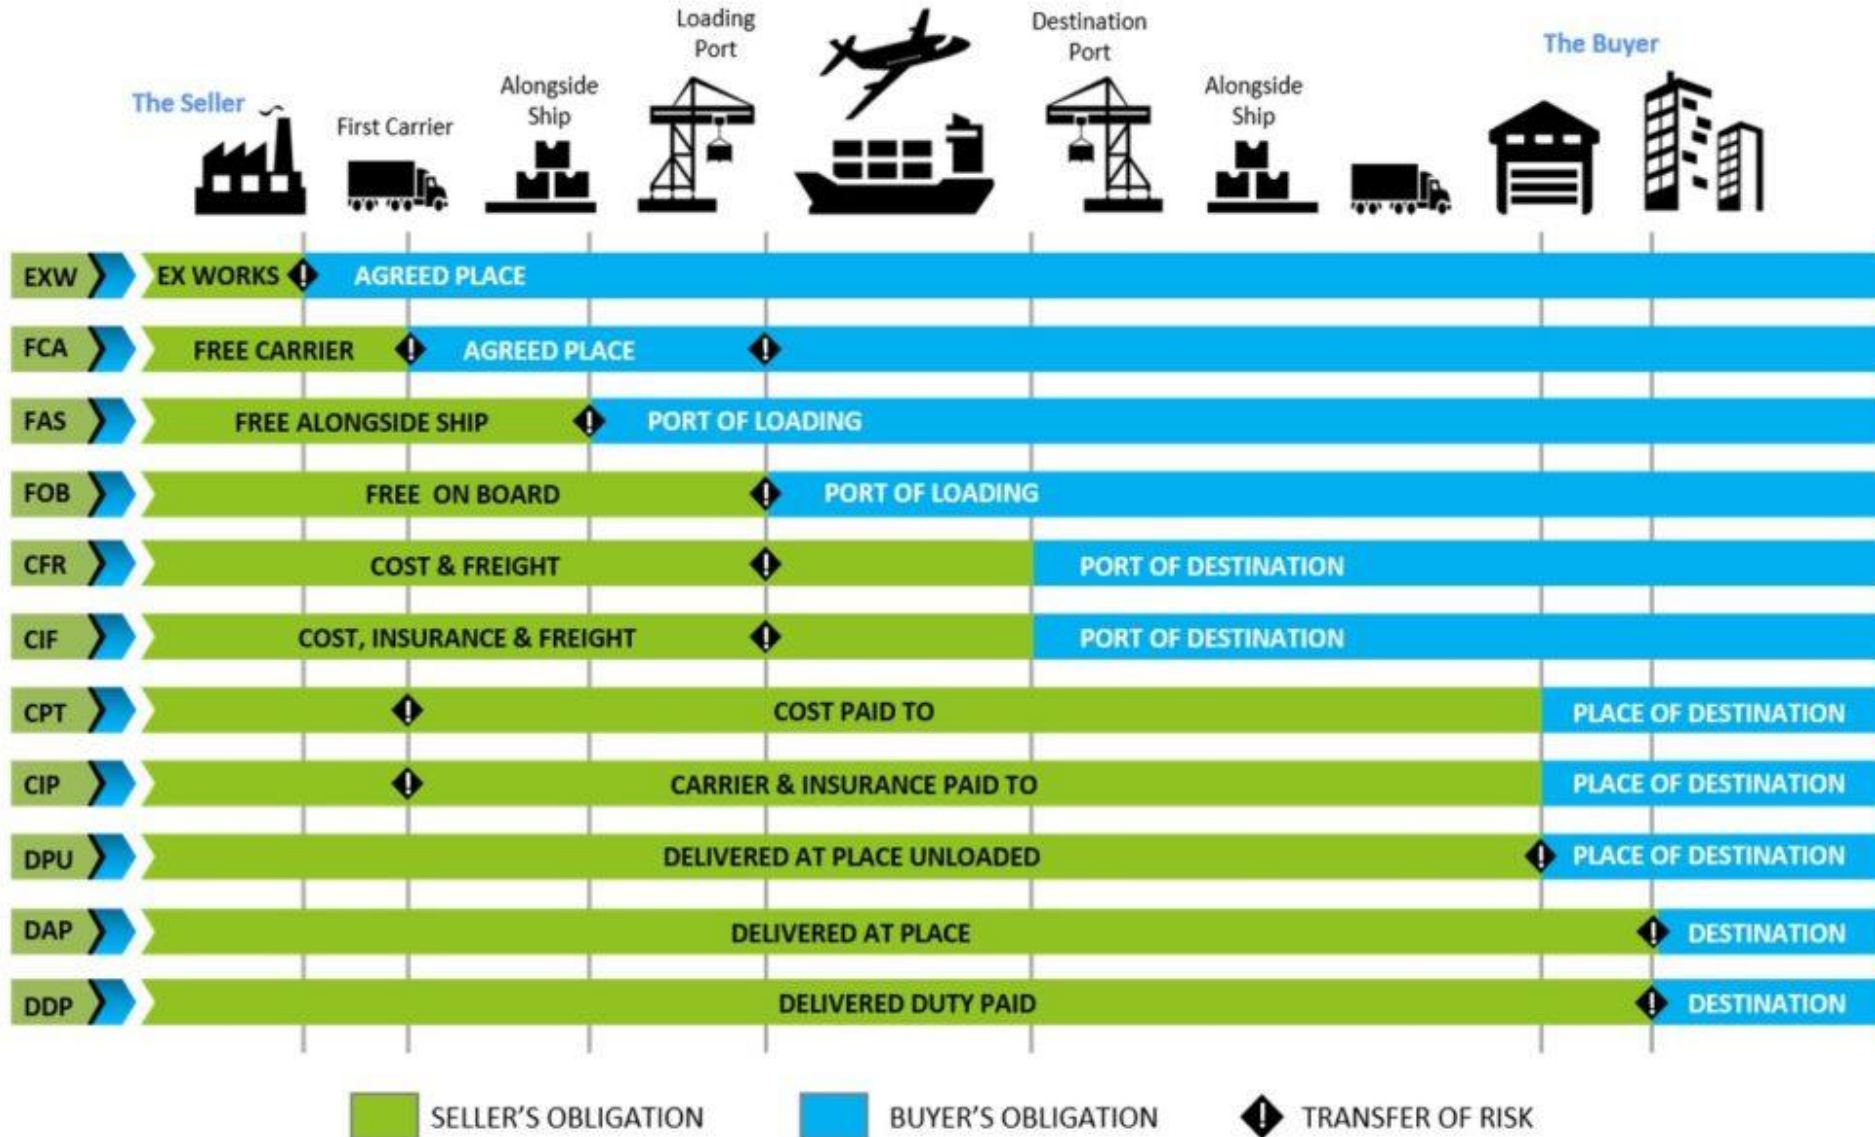 Loading
Port
Destination
Port
The Buyer
The Seller
Alongside
Ship
Alongside
Ship
First Carrier
EXW EX WORKS AGREED PLACE
FCA FREE CARRIER AGREED PLACE
FAS FREE ALONGSIDE SHIP PORT OF LOADING
FOB FREE ON BOARD PORT OF LOADING
CFR COST & FREIGHT PORT OF DESTINATION
CIF COST, INSURANCE & FREIGHT PORT OF DESTINATION
CPT COST PAID TO PLACE OF DESTINATION
CIP CARRIER & INSURANCE PAID TO PLACE OF DESTINATION
DPU DELIVERED AT PLACE UNLOADED PLACE OF DESTINATION
DAP DELIVERED AT PLACE DESTINATION
DDP DELIVERED DUTY PAID DESTINATION
SELLER'S OBLIGATION BUYER'S OBLIGATION TRANSFER OF RISK